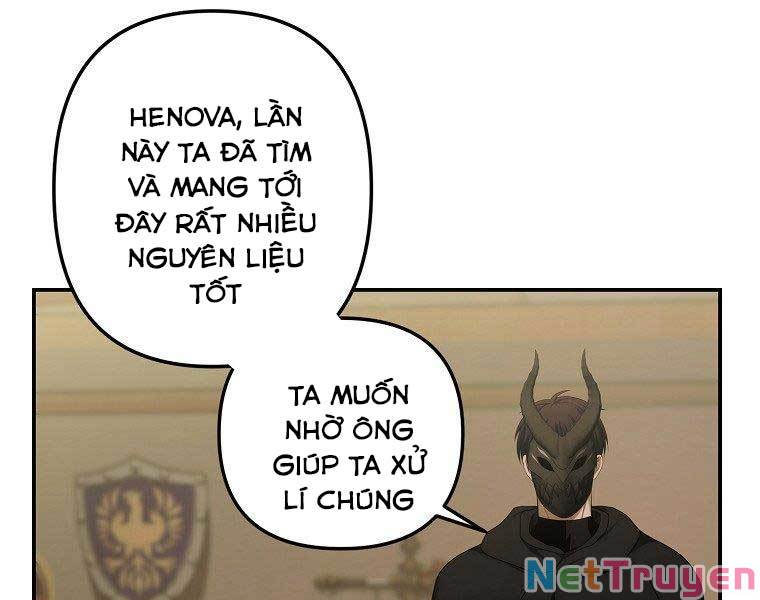 HENOVA, LẦN
NÀY TA ĐÃ TÌM
VÀ MANG TỚI
ĐÂY RẤT NHIỀU
NGUYÊN LIỆU
TỐT
TA MUỐN
NHỜ ÔNG
GIÚP TA XỬ
LÍ CHÚNG
NetTruyen